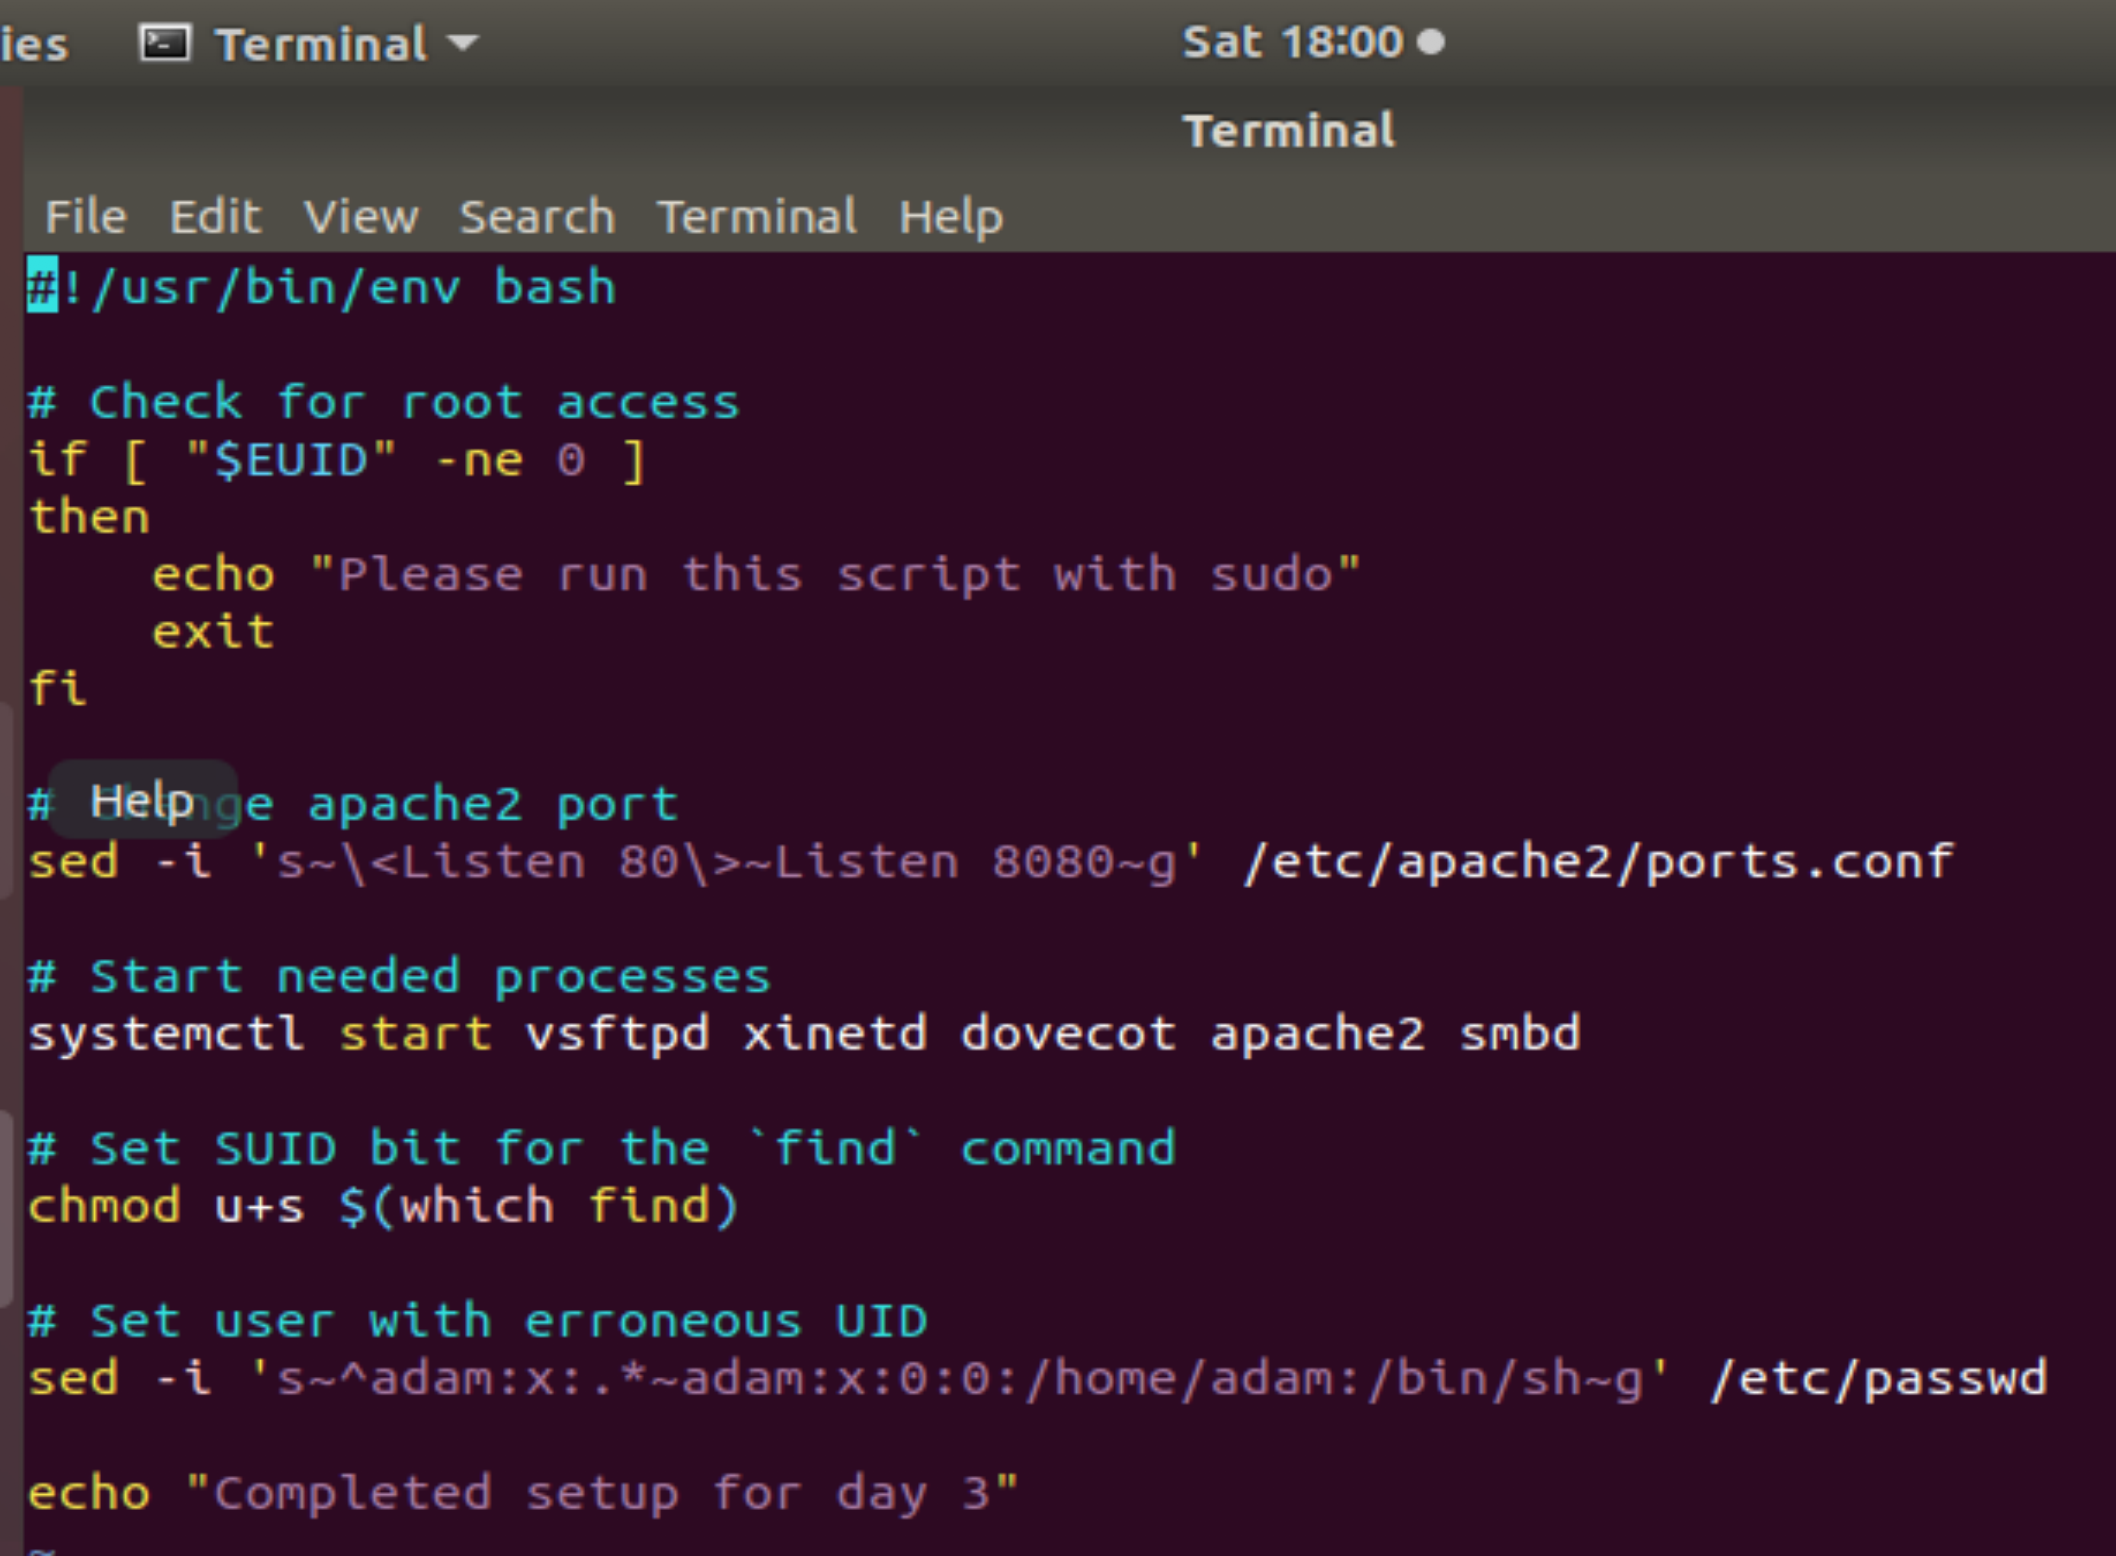 ies Terminal Sat 18:00
Terminal
File Edit View Search Terminal Help
#!/usr/bin/env bash
# Check for root access
if [ "$EUID" -ne 0 ]
then
echo "Please run this script with sudo"
exit
fi
# Change apache2 port
Help
sed -i 's~\<Listen 80\>~Listen 8080~g' /etc/apache2/ports.conf
# Start needed processes
systemctl start vsftpd xinetd dovecot apache2 smbd
# Set SUID bit for the `find` command
chmod u+s $(which find)
# Set user with erroneous UID
sed -i 's~^adam:x:.*~adam:x:0:0:/home/adam:/bin/sh~g' /etc/passwd
echo "Completed setup for day 3"
~